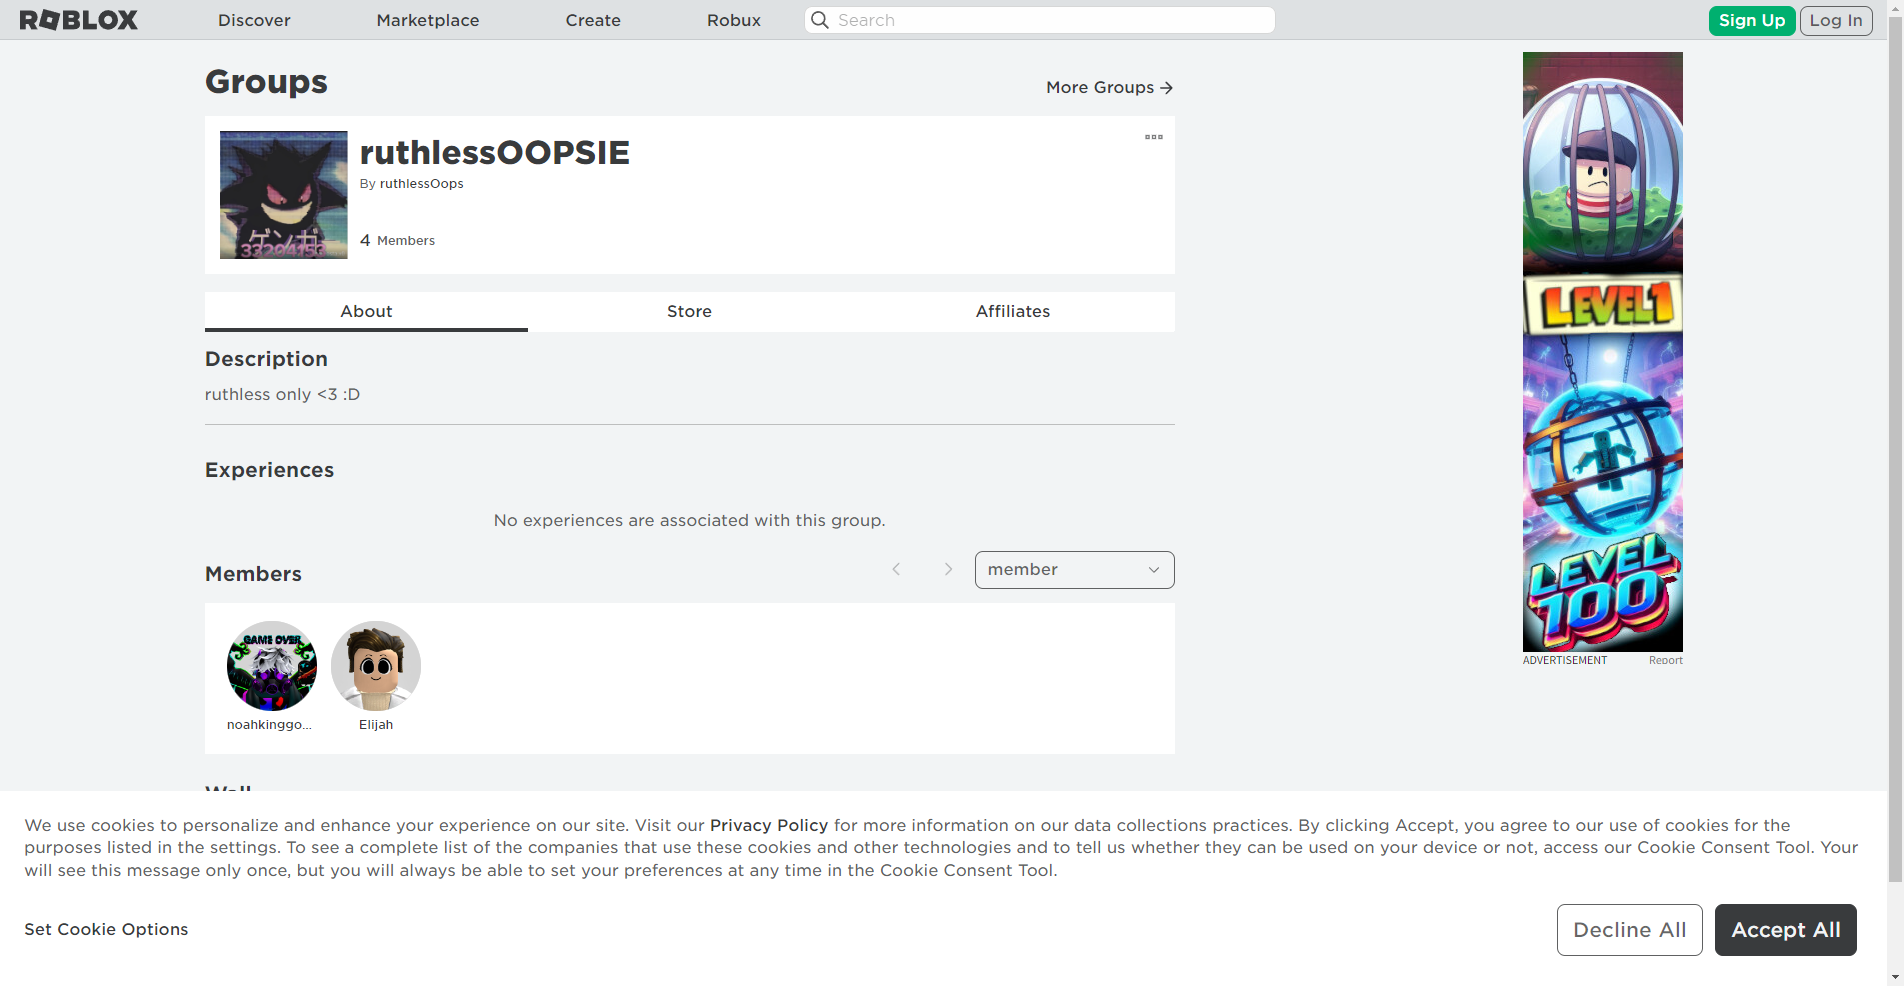 ROBLOX
Discover
Marketplace
Create
Robux
Search
Sign Up
Log In
Groups
More Groups
ruthlessOOPSIE
By ruthlessOops
4 Members
ゲンガー
33204153
About
Store
Affiliates
Description
ruthless only <3 :D
Experiences
No experiences are associated with this group.
Members
member
GAME OVER
noahkinggo...
Elijah
Wall
LEVEL 1
LEVEL
100
ADVERTISEMENT
Report
We use cookies to personalize and enhance your experience on our site. Visit our Privacy Policy for more information on our data collections practices. By clicking Accept, you agree to our use of cookies for the
purposes listed in the settings. To see a complete list of the companies that use these cookies and other technologies and to tell us whether they can be used on your device or not, access our Cookie Consent Tool. Your
will see this message only once, but you will always be able to set your preferences at any time in the Cookie Consent Tool.
Set Cookie Options
Decline All
Accept All